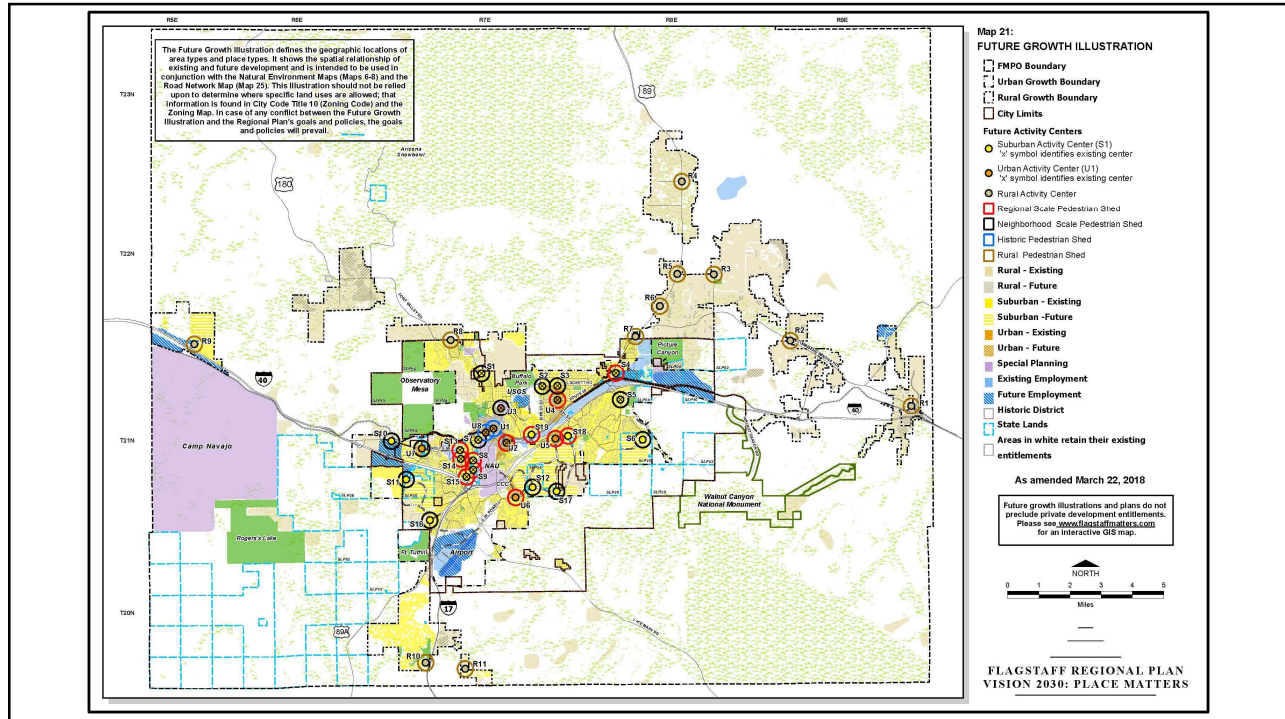 R5E R6E R7E R8E R9E
The Future Growth Illustration defines the geographic locations of
area types and place types. It shows the spatial relationship of
existing and future development and is intended to be used in
conjunction with the Natural Environment Maps (Maps 6-8) and the
Road Network Map (Map 25). This Illustration should not be relied
upon to determine where specific land uses are allowed; that
information is found in City Code Title 10 (Zoning Code) and the
Zoning Map. In case of any conflict between the Future Growth
Illustration and the Regional Plan's goals and policies, the goals
and policies will prevail.
T23N
T22N
T21N
T20N
Arizona
Snowbowl
180
89
R4
R5
R3
R6
R7
R2
R8
R9
R1
40
40
S1
Buffalo
Park
USGS
S2
S3
S4
Picture
Canyon
Observatory
Mesa
U3
U4
S5
U8
U1
S10
U7
S13
S7
U2
S19
U5
S18
S6
Camp Navajo
S14
S8
NAU
S15
S9
CCC
S12
S17
S11
U6
Walnut Canyon
National Monument
S16
Rogers's Lake
Ft. Tuthill
Airport
17
89A
R10
R11
Map 21:
FUTURE GROWTH ILLUSTRATION
FMPO Boundary
Urban Growth Boundary
Rural Growth Boundary
City Limits
Future Activity Centers
Suburban Activity Center (S1)
'x' symbol identifies existing center
Urban Activity Center (U1)
'x' symbol identifies existing center
Rural Activity Center
Regional Scale Pedestrian Shed
Neighborhood Scale Pedestrian Shed
Historic Pedestrian Shed
Rural Pedestrian Shed
Rural - Existing
Rural - Future
Suburban - Existing
Suburban -Future
Urban - Existing
Urban - Future
Special Planning
Existing Employment
Future Employment
Historic District
State Lands
Areas in white retain their existing
entitlements
As amended March 22, 2018
Future growth illustrations and plans do not
preclude private development entitlements.
Please see www.flagstaffmatters.com
for an interactive GIS map.
NORTH
0 1 2 3 4 5
Miles
FLAGSTAFF REGIONAL PLAN
VISION 2030: PLACE MATTERS